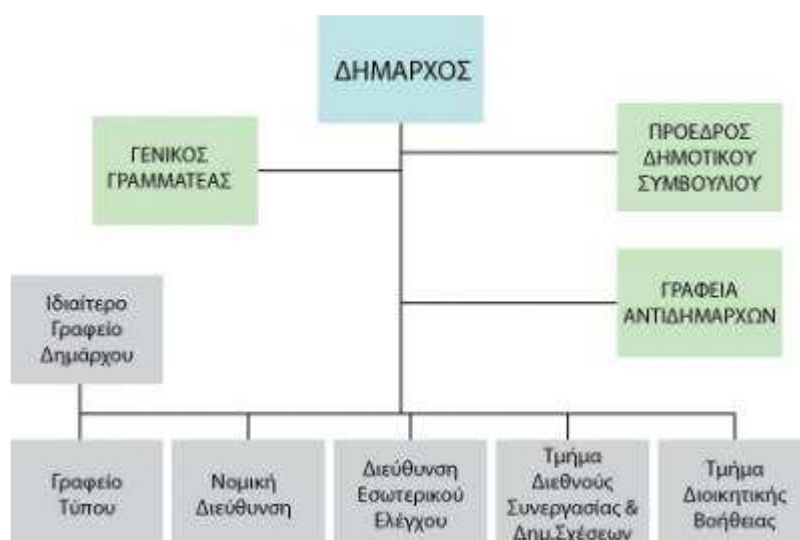 ΔΗΜΑΡΧΟΣ
ΓΕΝΙΚΟΣ
ΓΡΑΜΜΑΤΕΑΣ
ΠΡΟΕΔΡΟΣ
ΔΗΜΟΤΙΚΟΥ
ΣΥΜΒΟΥΛΙΟΥ
ΓΡΑΦΕΙΑ
ΑΝΤΙΔΗΜΑΡΧΩΝ
Ιδιαίτερο
Γραφείο
Δημάρχου
Γραφείο
Τύπου
Νομική
Διεύθυνση
Διεύθυνση
Εσωτερικού
Ελέγχου
Τμήμα
Διεθνούς
Συνεργασίας &
Δημ.Σχέσεων
Τμήμα
Διοικητικής
Βοήθειας